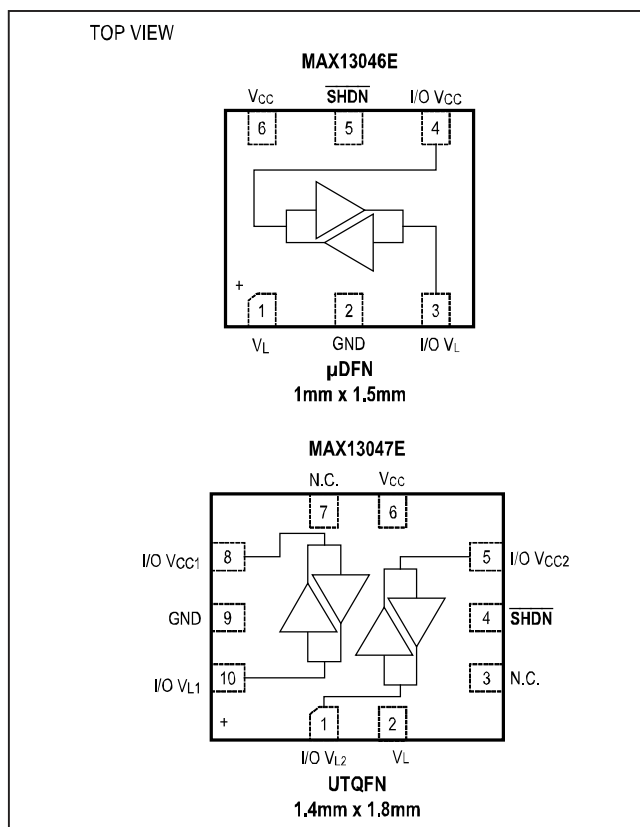 TOP VIEW
MAX13046E
VCC SHDN I/O VCC
6 5 4
+
1 2 3
VL GND I/O VL
µDFN
1mm x 1.5mm
MAX13047E
N.C. VCC
7 6
I/O VCC1 8 5 I/O VCC2
GND 9 4 SHDN
I/O VL1 10 3 N.C.
+ 1 2
I/O VL2 VL
UTQFN
1.4mm x 1.8mm